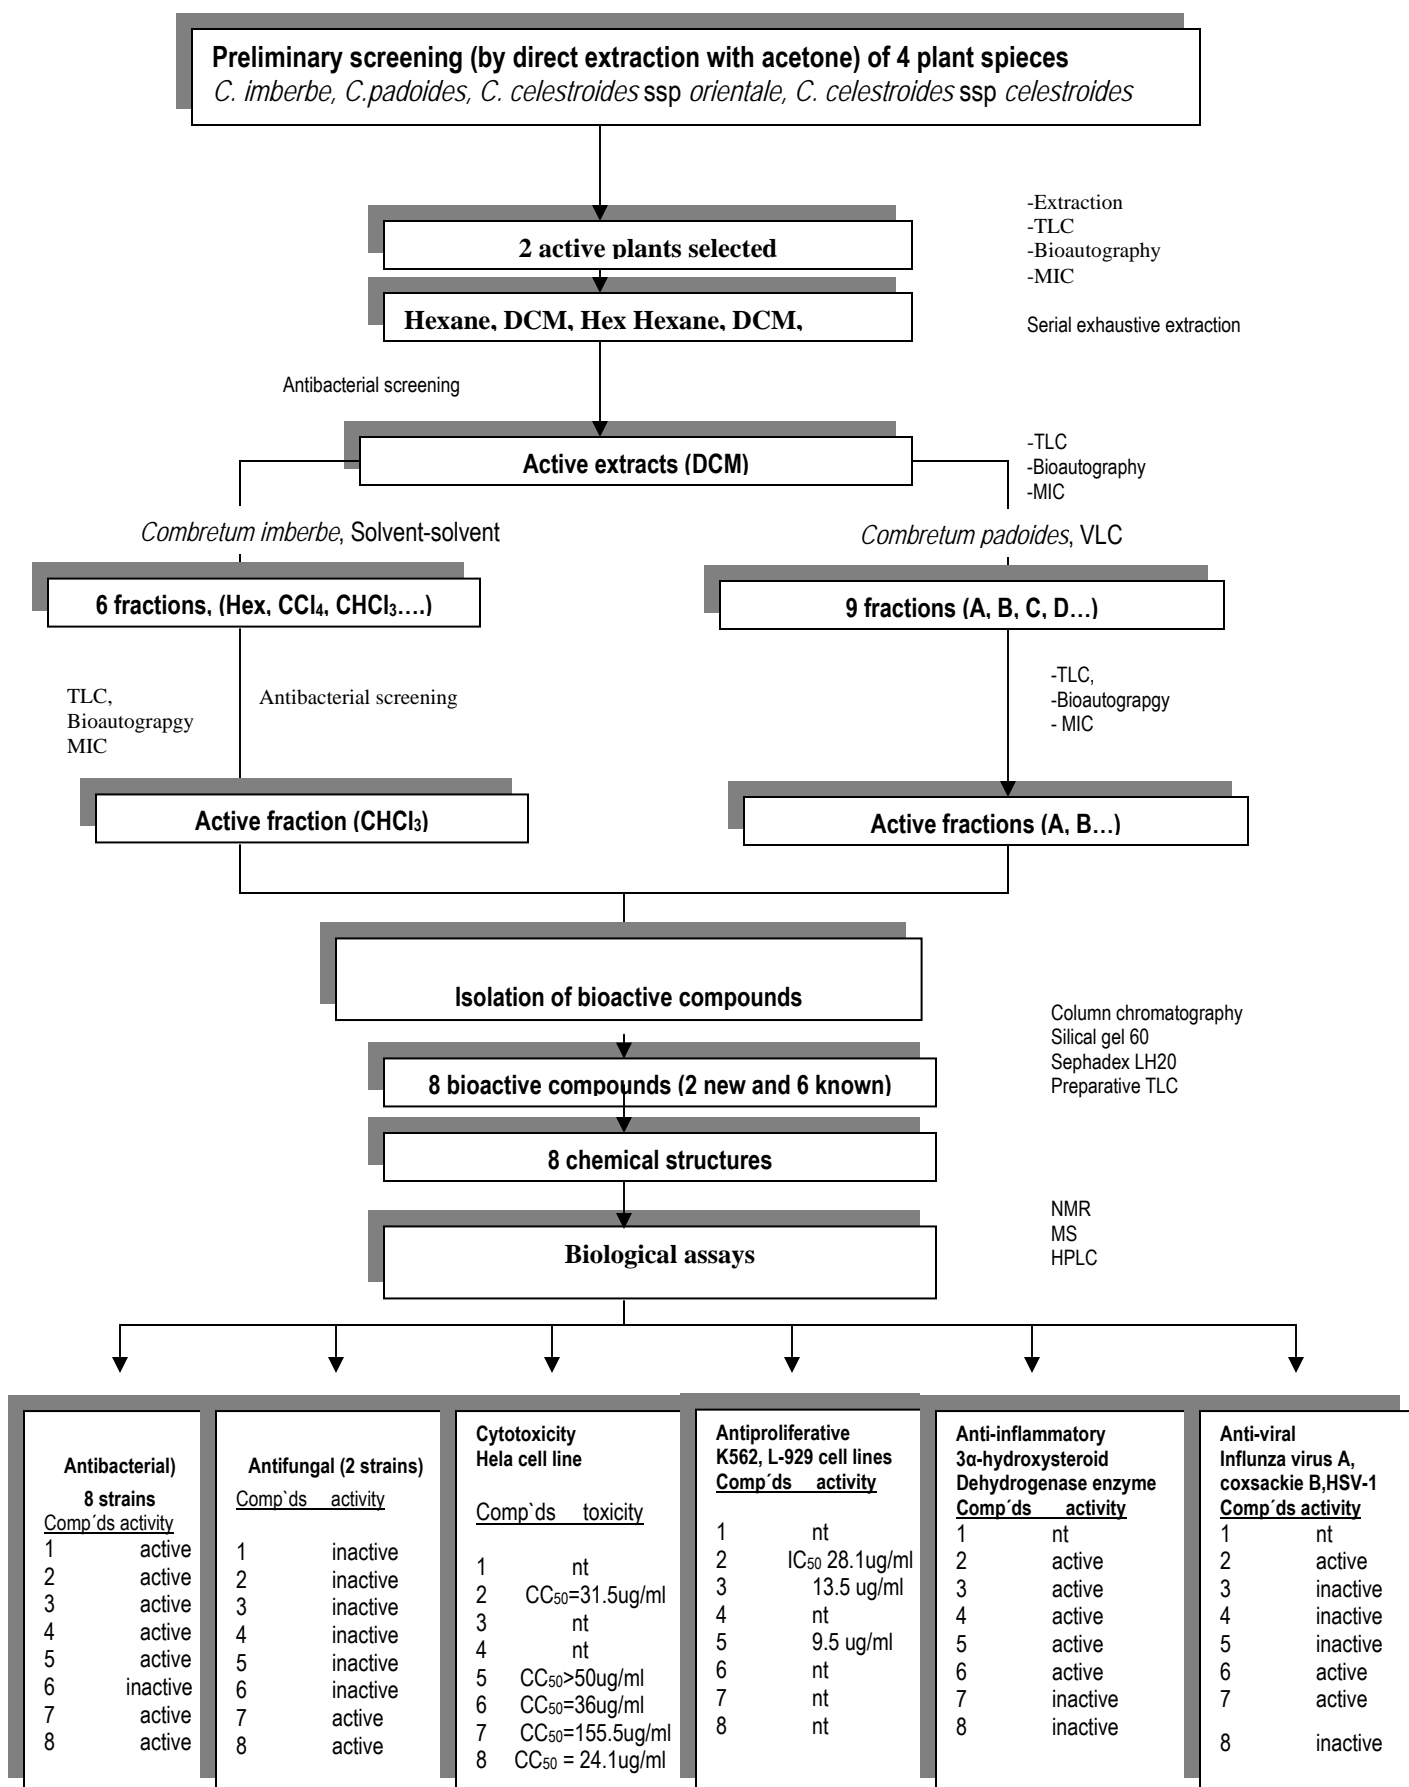 Preliminary screening (by direct extraction with acetone) of 4 plant spieces
C. imberbe, C.padoides, C. celestroides ssp orientale, C. celestroides ssp celestroides
-Extraction
-TLC
-Bioautography
-MIC
2 active plants selected
Hexane, DCM, Hex Hexane, DCM,
Serial exhaustive extraction
Antibacterial screening
Active extracts (DCM)
-TLC
-Bioautography
-MIC
Combretum imberbe, Solvent-solvent
Combretum padoides, VLC
6 fractions, (Hex, CCl₄, CHCl₃....)
9 fractions (A, B, C, D…)
TLC,
Bioautograpgy
MIC
Antibacterial screening
-TLC,
-Bioautograpgy
- MIC
Active fraction (CHCl₃)
Active fractions (A, B…)
Isolation of bioactive compounds
Column chromatography
Silical gel 60
Sephadex LH20
Preparative TLC
8 bioactive compounds (2 new and 6 known)
8 chemical structures
NMR
MS
HPLC
Biological assays
Antibacterial)
8 strains
Comp´ds activity
1 active
2 active
3 active
4 active
5 active
6 inactive
7 active
8 active
Antifungal (2 strains)
Comp`ds activity
1 inactive
2 inactive
3 inactive
4 inactive
5 inactive
6 inactive
7 active
8 active
Cytotoxicity
Hela cell line
Comp`ds toxicity
1 nt
2 CC₅₀=31.5ug/ml
3 nt
4 nt
5 CC₅₀>50ug/ml
6 CC₅₀=36ug/ml
7 CC₅₀=155.5ug/ml
8 CC₅₀ = 24.1ug/ml
Antiproliferative
K562, L-929 cell lines
Comp´ds activity
1 nt
2 IC₅₀ 28.1ug/ml
3 13.5 ug/ml
4 nt
5 9.5 ug/ml
6 nt
7 nt
8 nt
Anti-inflammatory
3α-hydroxysteroid
Dehydrogenase enzyme
Comp´ds activity
1 nt
2 active
3 active
4 active
5 active
6 active
7 inactive
8 inactive
Anti-viral
Influnza virus A,
coxsackie B,HSV-1
Comp´ds activity
1 nt
2 active
3 inactive
4 inactive
5 inactive
6 active
7 active
8 inactive